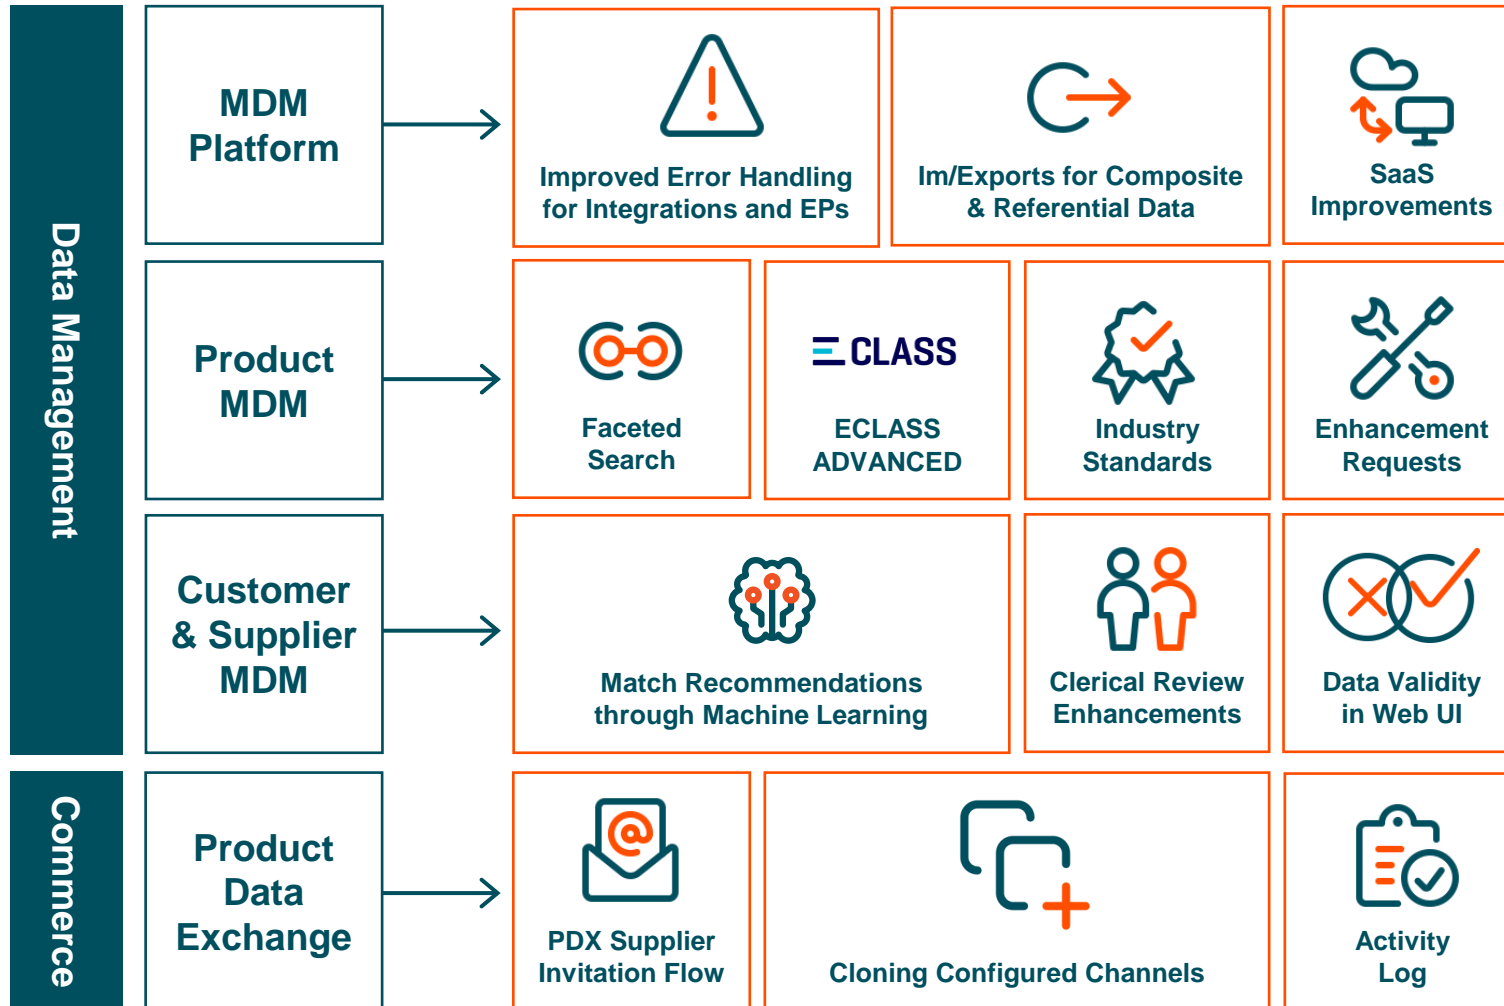 Data Management
MDM
Platform
Improved Error Handling
for Integrations and EPs
Im/Exports for Composite
& Referential Data
SaaS
Improvements
Product
MDM
Faceted
Search
ECLASS
ECLASS
ADVANCED
Industry
Standards
Enhancement
Requests
Customer
& Supplier
MDM
Match Recommendations
through Machine Learning
Clerical Review
Enhancements
Data Validity
in Web UI
Commerce
Product
Data
Exchange
@
PDX Supplier
Invitation Flow
Cloning Configured Channels
Activity
Log